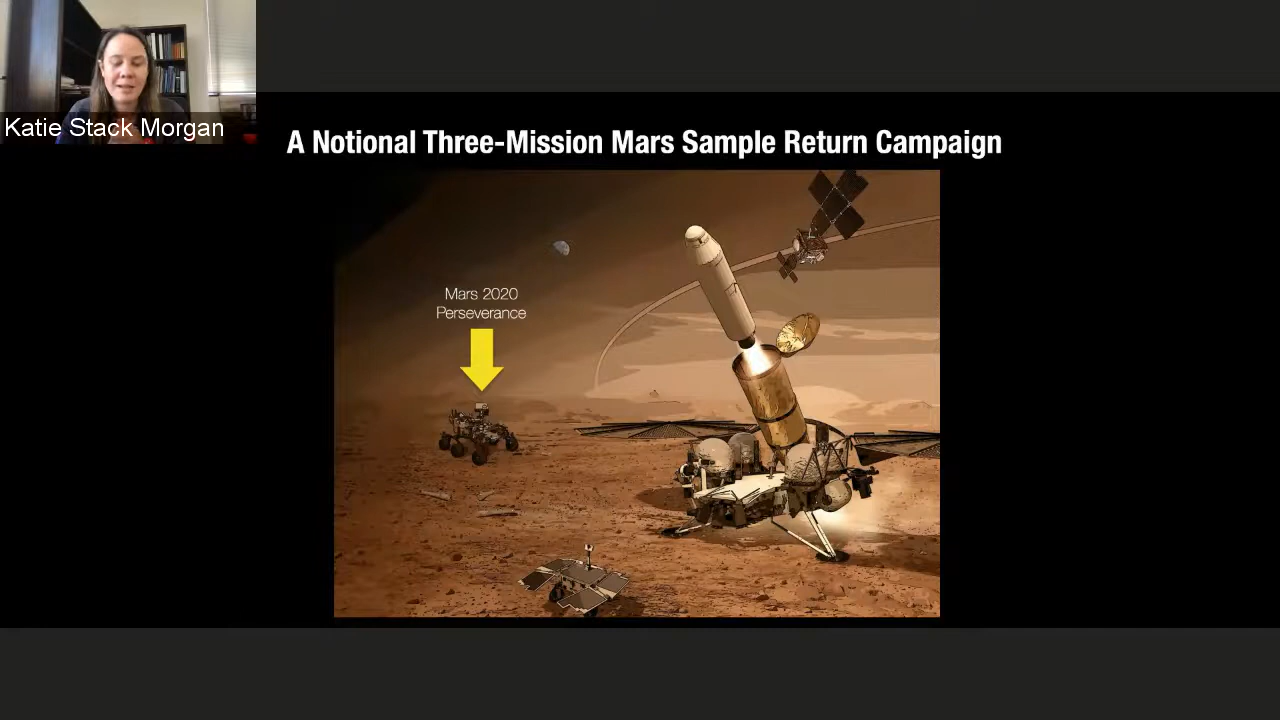 Katie Stack Morgan
A Notional Three-Mission Mars Sample Return Campaign
Mars 2020
Perseverance